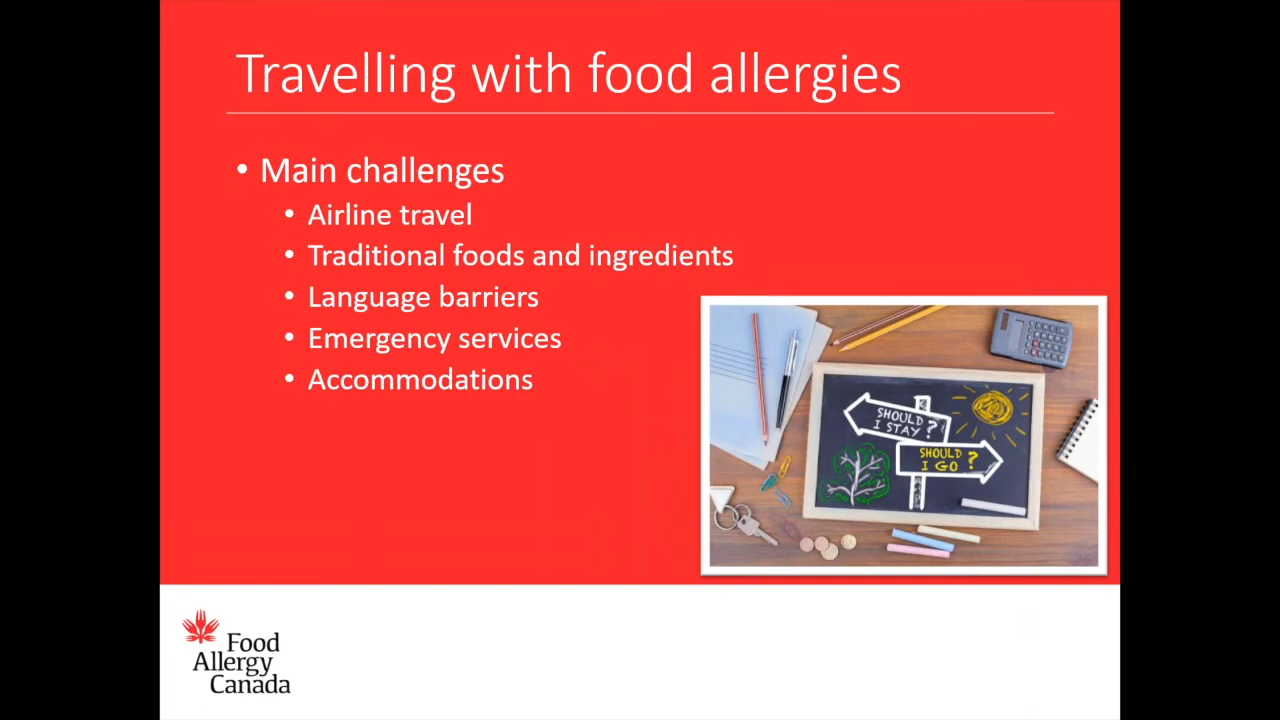 Travelling with food allergies
• Main challenges
• Airline travel
• Traditional foods and ingredients
• Language barriers
• Emergency services
• Accommodations
SHOULD
I STAY ?
SHOULD
I GO ?
Food
Allergy
Canada